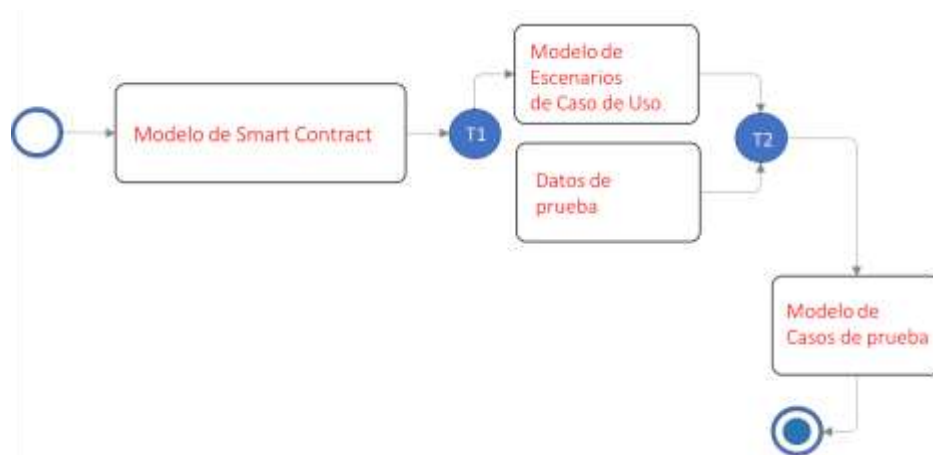 Modelo de
Escenarios
de Caso de Uso
Modelo de Smart Contract
T1
T2
Datos de
prueba
Modelo de
Casos de prueba